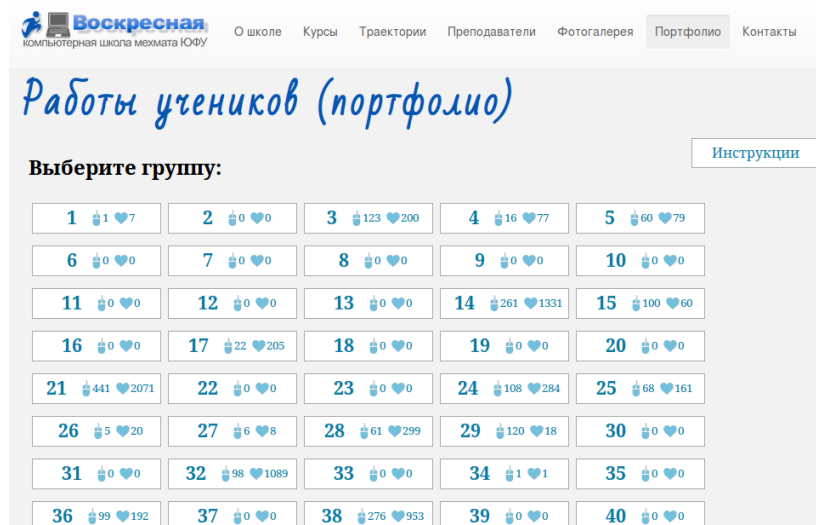 Воскресная
компьютерная школа мехмата ЮФУ
О школе Курсы Траектории Преподаватели Фотогалерея Портфолио Контакты
Работы учеников (портфолио)
Инструкции
Выберите группу:
1 1 7 2 0 0 3 123 200 4 16 77 5 60 79
6 0 0 7 0 0 8 0 0 9 0 0 10 0 0
11 0 0 12 0 0 13 0 0 14 261 1331 15 100 60
16 0 0 17 22 205 18 0 0 19 0 0 20 0 0
21 441 2071 22 0 0 23 0 0 24 108 284 25 68 161
26 5 20 27 6 8 28 61 299 29 120 18 30 0 0
31 0 0 32 98 1089 33 0 0 34 1 1 35 0 0
36 99 192 37 0 0 38 276 953 39 0 0 40 0 0